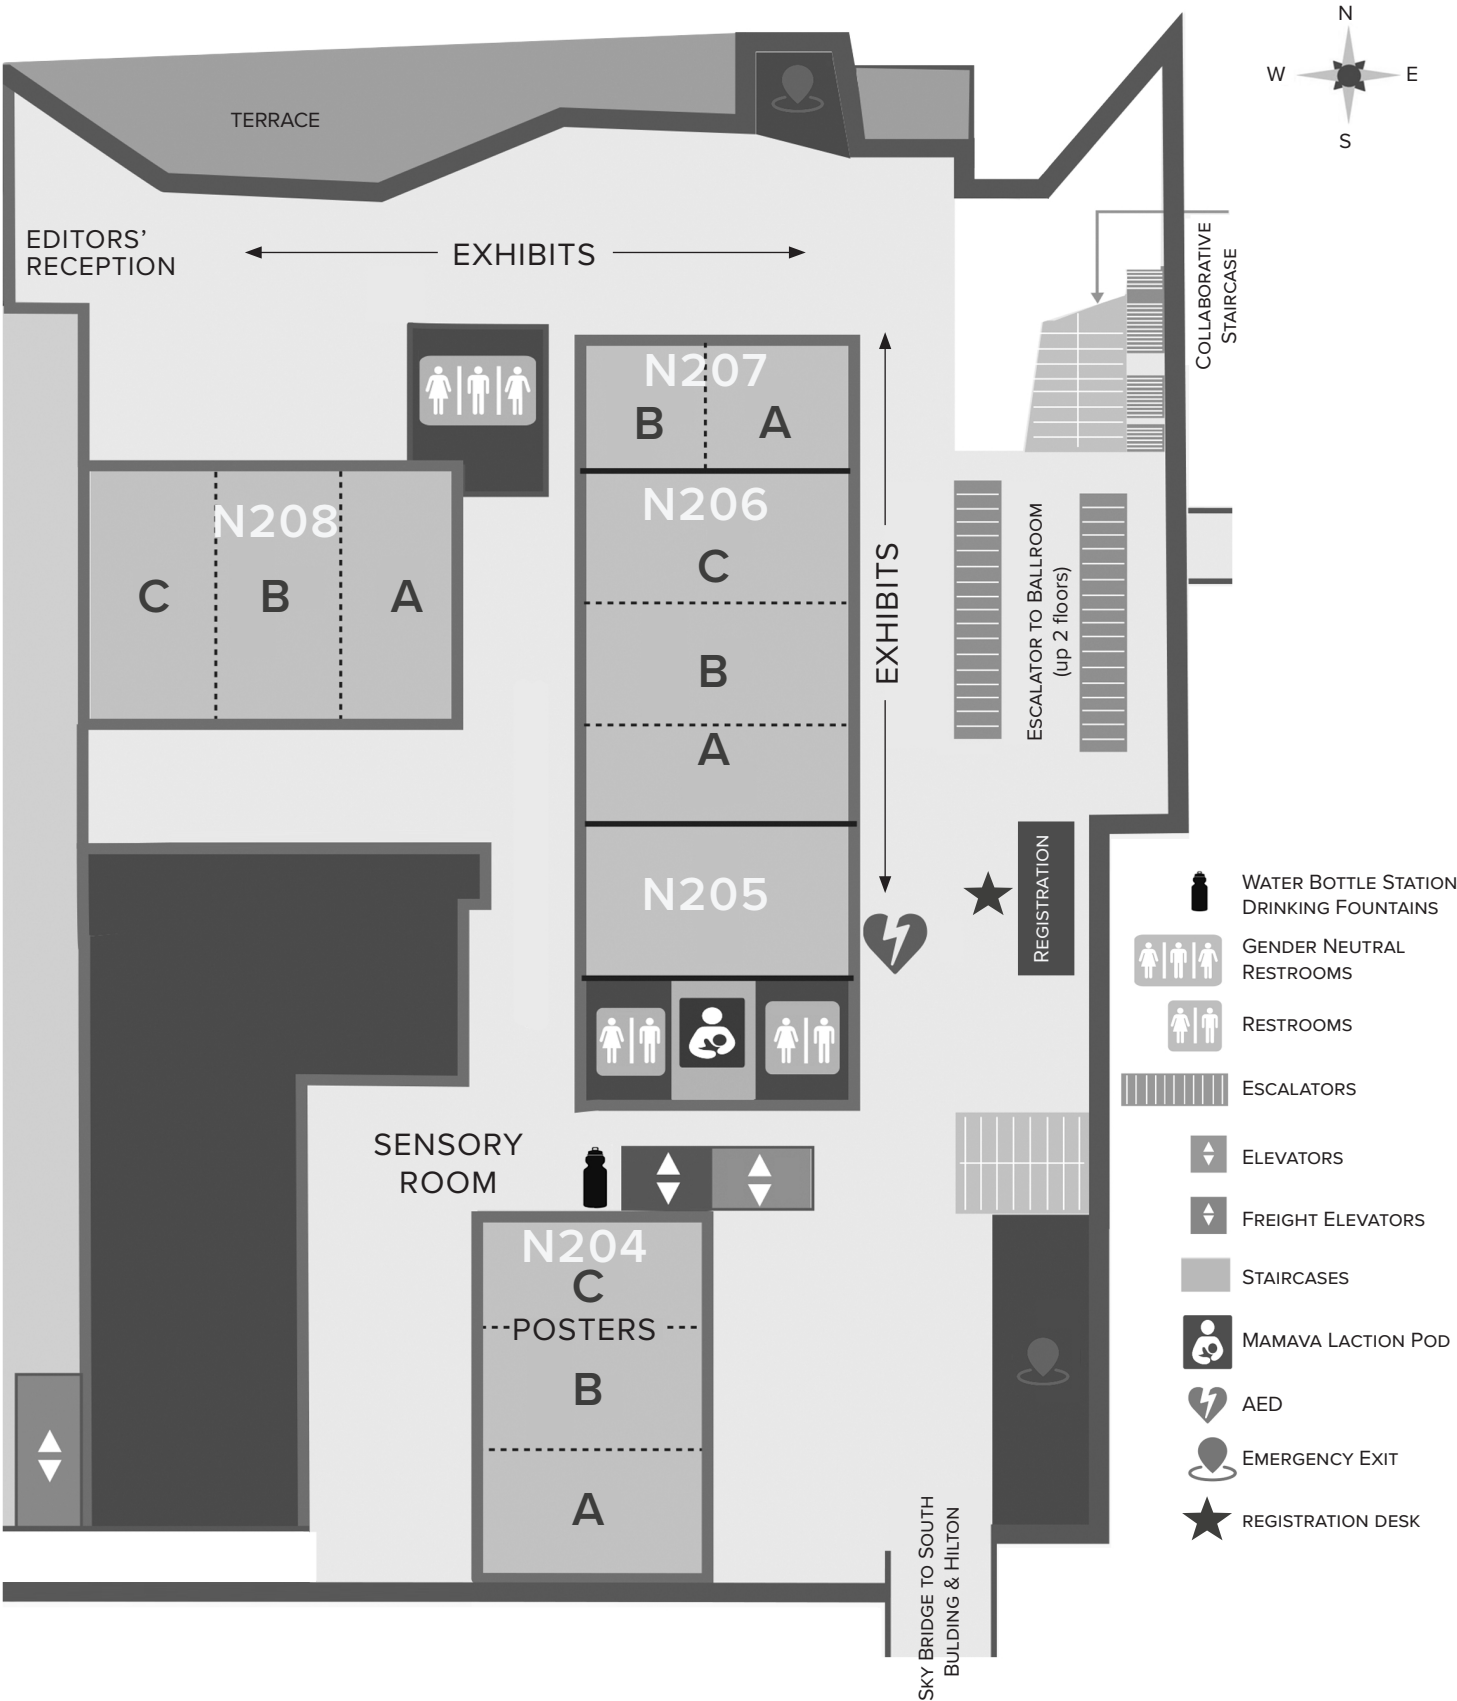 N
W E
S
TERRACE
EDITORS’
RECEPTION
EXHIBITS
COLLABORATIVE
STAIRCASE
N207
B A
N206
C
B
A
N208
C B A
EXHIBITS
ESCALATOR TO BALLROOM
(up 2 floors)
N205
REGISTRATION
SENSORY
ROOM
N204
C
POSTERS
B
A
SKY BRIDGE TO SOUTH
BULDING & HILTON
WATER BOTTLE STATION
DRINKING FOUNTAINS
GENDER NEUTRAL
RESTROOMS
RESTROOMS
ESCALATORS
ELEVATORS
FREIGHT ELEVATORS
STAIRCASES
MAMAVA LACTION POD
AED
EMERGENCY EXIT
REGISTRATION DESK